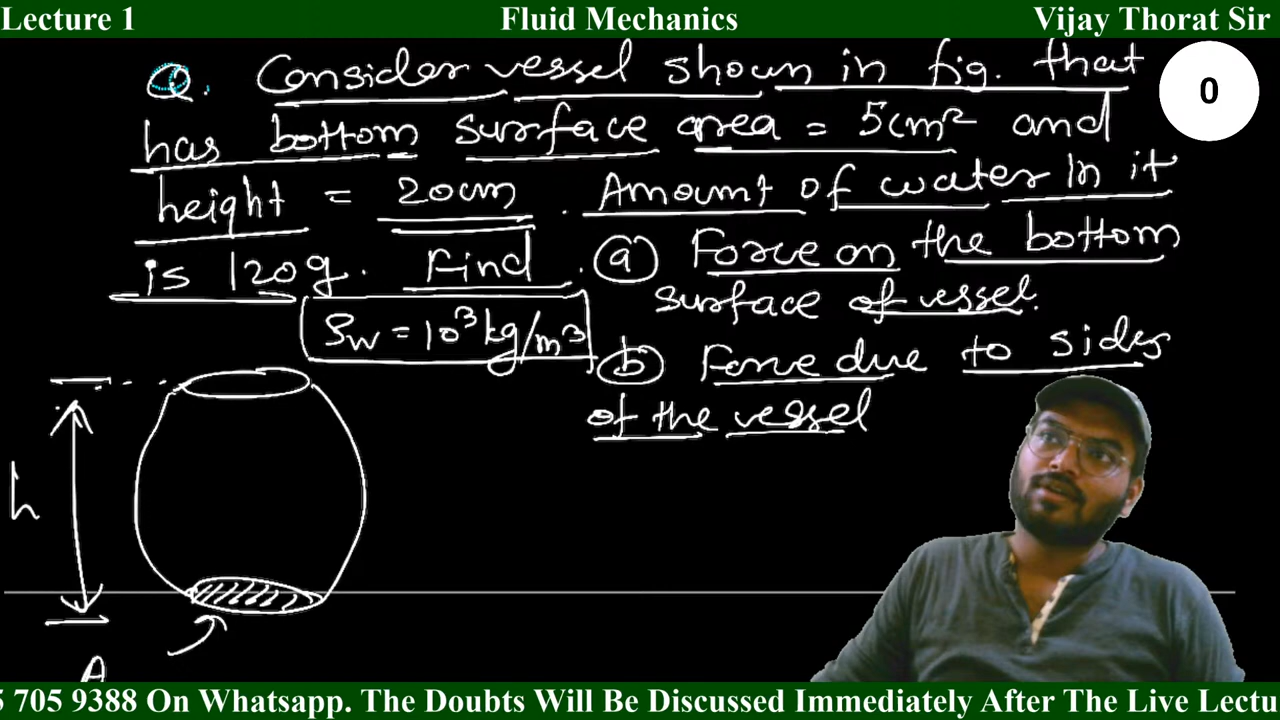 Lecture 1 Fluid Mechanics Vijay Thorat Sir
0
Q. Consider vessel shown in fig. that
has bottom surface area = 5cm² and
height = 20cm. Amount of water in it
is 120g. Find. (a) Force on the bottom
surface of vessel.
ρw = 10³ kg/m³
(b) Force due to sides
of the vessel
h
A
5 705 9388 On Whatsapp. The Doubts Will Be Discussed Immediately After The Live Lectu